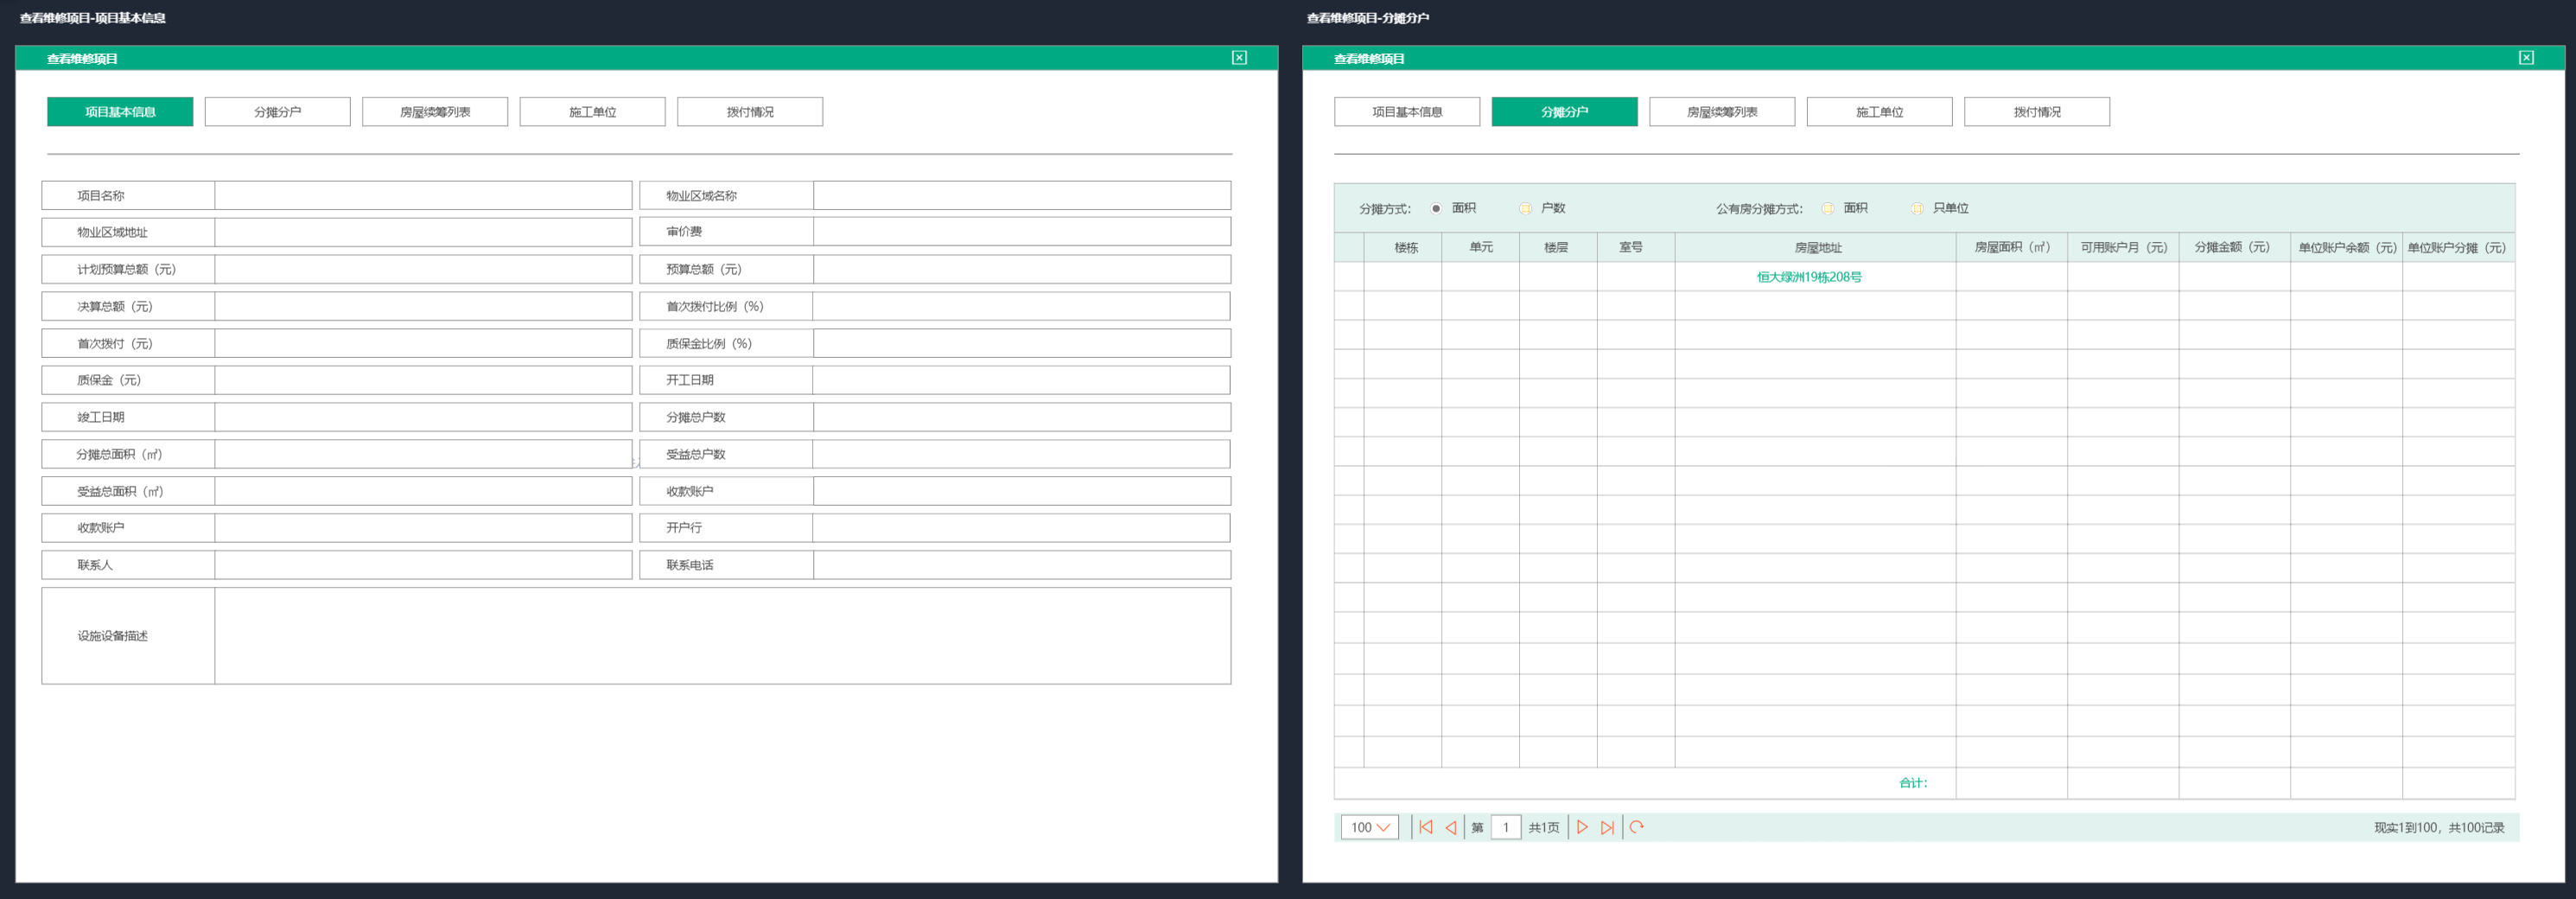 查看维修项目-项目基本信息
查看维修项目
项目基本信息 分摊分户 房屋续筹列表 施工单位 拨付情况
项目名称 物业区域名称
物业区域地址 审价费
计划预算总额（元） 预算总额（元）
决算总额（元） 首次拨付比例（%）
首次拨付（元） 质保金比例（%）
质保金（元） 开工日期
竣工日期 分摊总户数
分摊总面积（㎡） 受益总户数
受益总面积（㎡） 收款账户
收款账户 开户行
联系人 联系电话
设施设备描述
查看维修项目-分摊分户
查看维修项目
项目基本信息 分摊分户 房屋续筹列表 施工单位 拨付情况
分摊方式： 面积 户数 公有房分摊方式： 面积 只单位
楼栋 单元 楼层 室号 房屋地址 房屋面积（㎡） 可用账户月（元） 分摊金额（元） 单位账户余额（元） 单位账户分摊（元）
恒大绿洲19栋208号
合计：
100 第 1 共1页 现实1到100，共100记录